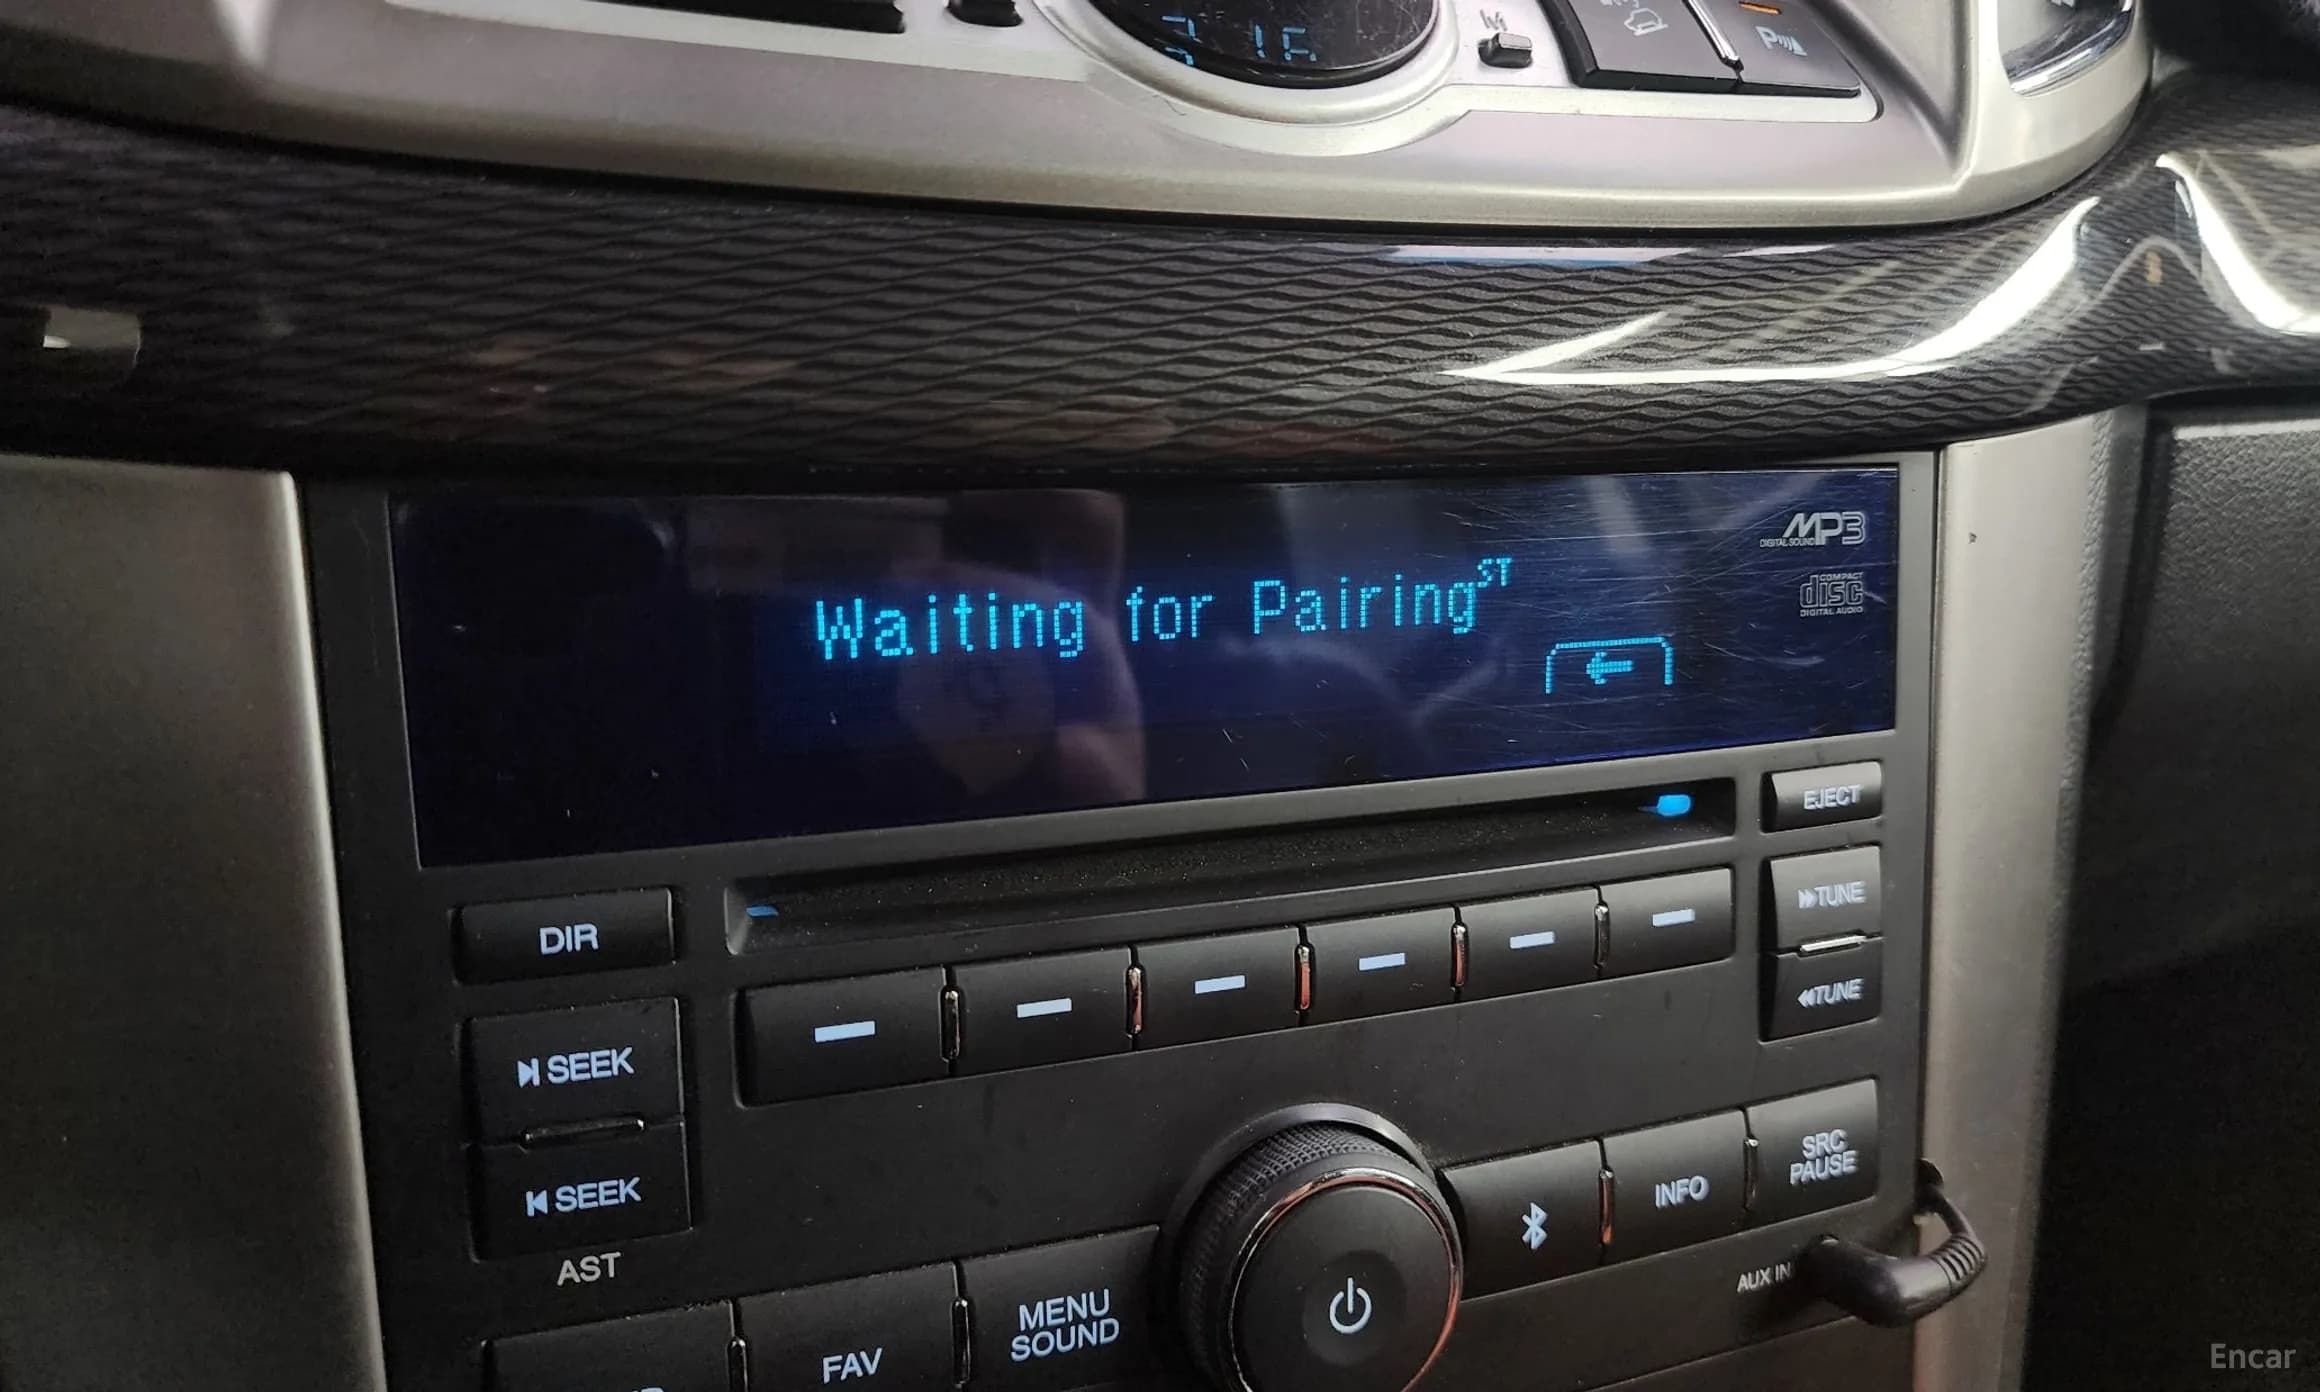 P
Waiting for Pairing ST
MP3
DIGITAL SOUND
COMPACT
disc
DIGITAL AUDIO
EJECT
DIR
TUNE
TUNE
SEEK
SEEK
AST
SRC
PAUSE
INFO
AUX IN
MENU
SOUND
FAV
Encar